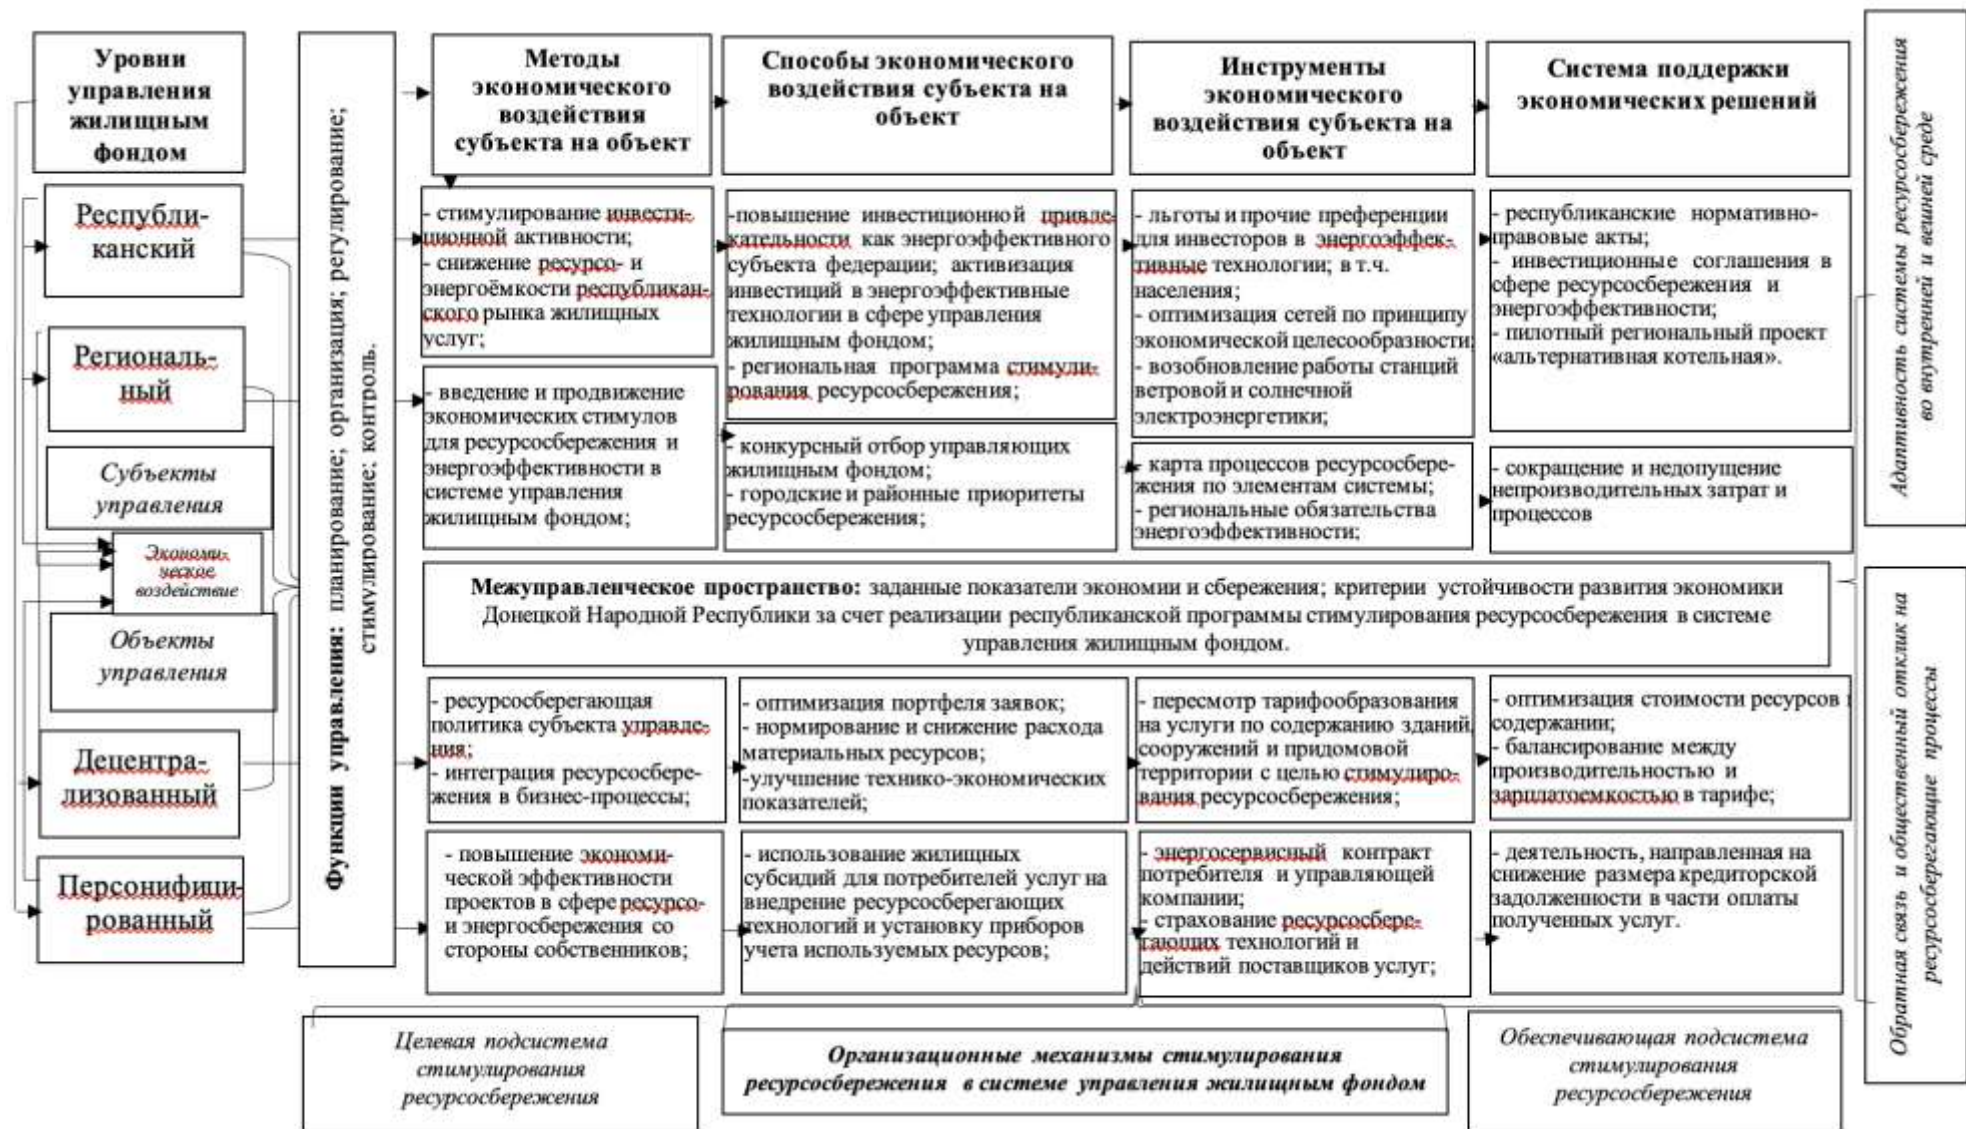 Уровни
управления
жилищным
фондом
Республи-
канский
Региональ-
ный
Субъекты
управления
Экономи-
ческое
воздействие
Объекты
управления
Децентра-
лизованный
Персонифици-
рованный
Функции управления: планирование; организация; регулирование;
стимулирование; контроль.
Методы
экономического
воздействия
субъекта на объект
Способы экономического
воздействия субъекта на
объект
Инструменты
экономического
воздействия субъекта на
объект
Система поддержки
экономических решений
- стимулирование инвести-
ционной активности;
- снижение ресурсо- и
энергоёмкости республикан-
ского рынка жилищных
услуг;
-повышение инвестиционной привле-
кательности как энергоэффективного
субъекта федерации; активизация
инвестиций в энергоэффективные
технологии в сфере управления
жилищным фондом;
- региональная программа стимули-
рования ресурсосбережения;
- льготы и прочие преференции
для инвесторов в энергоэффек-
тивные технологии; в т.ч.
населения;
- оптимизация сетей по принципу
экономической целесообразности;
- возобновление работы станций
ветровой и солнечной
электроэнергетики;
- республиканские нормативно-
правовые акты;
- инвестиционные соглашения в
сфере ресурсосбережения и
энергоэффективности;
- пилотный региональный проект
«альтернативная котельная».
- введение и продвижение
экономических стимулов
для ресурсосбережения и
энергоэффективности в
системе управления
жилищным фондом;
- конкурсный отбор управляющих
жилищным фондом;
- городские и районные приоритеты
ресурсосбережения;
- карта процессов ресурсосбере-
жения по элементам системы;
- региональные обязательства
энергоэффективности;
- сокращение и недопущение
непроизводительных затрат и
процессов
Межуправленческое пространство: заданные показатели экономии и сбережения; критерии устойчивости развития экономики
Донецкой Народной Республики за счет реализации республиканской программы стимулирования ресурсосбережения в системе
управления жилищным фондом.
- ресурсосберегающая
политика субъекта управле-
ния;
- интеграция ресурсосбере-
жения в бизнес-процессы;
- оптимизация портфеля заявок;
- нормирование и снижение расхода
материальных ресурсов;
-улучшение технико-экономических
показателей;
- пересмотр тарифообразования
на услуги по содержанию зданий,
сооружений и придомовой
территории с целью стимулиро-
вания ресурсосбережения;
- оптимизация стоимости ресурсов
содержании;
- балансирование между
производительностью и
зарплатоемкостью в тарифе;
- повышение экономи-
ческой эффективности
проектов в сфере ресурсо-
и энергосбережения со
стороны собственников;
- использование жилищных
субсидий для потребителей услуг на
внедрение ресурсосберегающих
технологий и установку приборов
учета используемых ресурсов;
- энергосервисный контракт
потребителя и управляющей
компании;
- страхование ресурсосбере-
гающих технологий и
действий поставщиков услуг;
- деятельность, направленная на
снижение размера кредиторской
задолженности в части оплаты
полученных услуг.
Целевая подсистема
стимулирования
ресурсосбережения
Организационные механизмы стимулирования
ресурсосбережения в системе управления жилищным фондом
Обеспечивающая подсистема
стимулирования
ресурсосбережения
Адаптивность системы ресурсосбережения
во внутренней и вешней среде
Обратная связь и общественный отклик на
ресурсосберегающие процессы